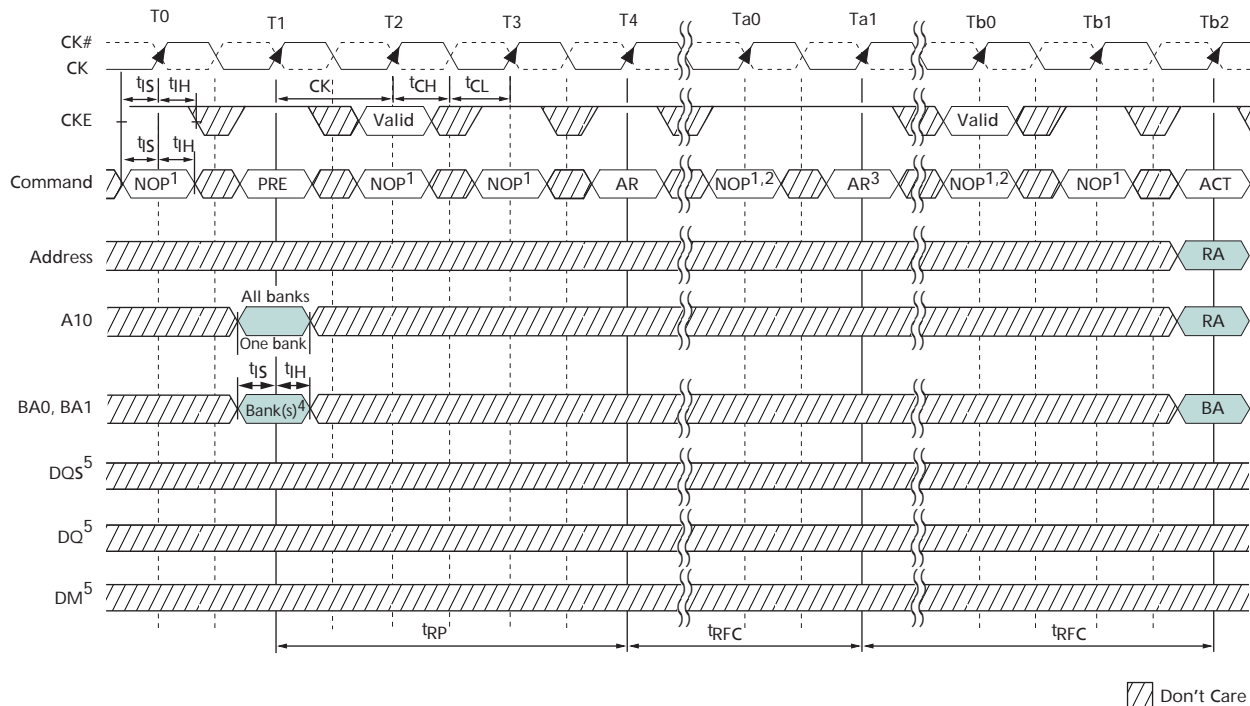 T0 T1 T2 T3 T4 Ta0 Ta1 Tb0 Tb1 Tb2
CK#
CK
tIS tIH CK tCH tCL
CKE Valid Valid
tIS tIH
Command NOP1 PRE NOP1 NOP1 AR NOP1,2 AR3 NOP1,2 NOP1 ACT
Address RA
All banks
A10 RA
One bank
tIS tIH
BA0, BA1 Bank(s)4 BA
DQS5
DQ5
DM5
tRP tRFC tRFC
Don't Care